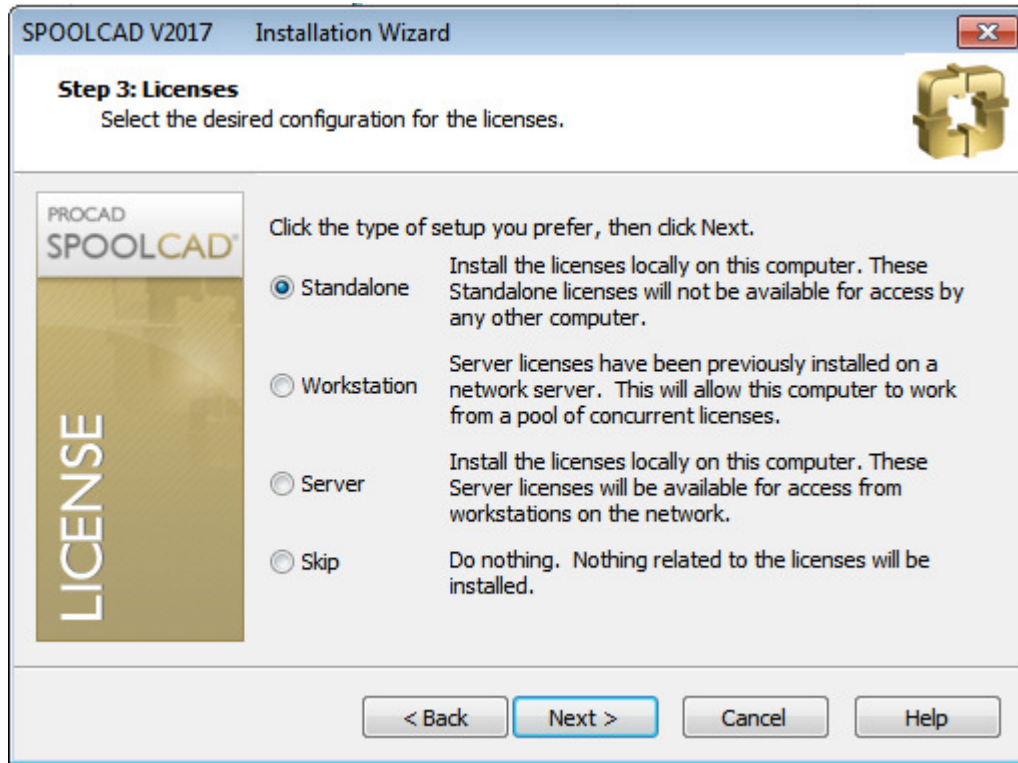 SPOOLCAD V2017 Installation Wizard
Step 3: Licenses
Select the desired configuration for the licenses.
PROCAD
SPOOLCAD®
LICENSE
Click the type of setup you prefer, then click Next.
Standalone
Install the licenses locally on this computer. These
Standalone licenses will not be available for access by
any other computer.
Workstation
Server licenses have been previously installed on a
network server. This will allow this computer to work
from a pool of concurrent licenses.
Server
Install the licenses locally on this computer. These
Server licenses will be available for access from
workstations on the network.
Skip
Do nothing. Nothing related to the licenses will be
installed.
< Back
Next >
Cancel
Help